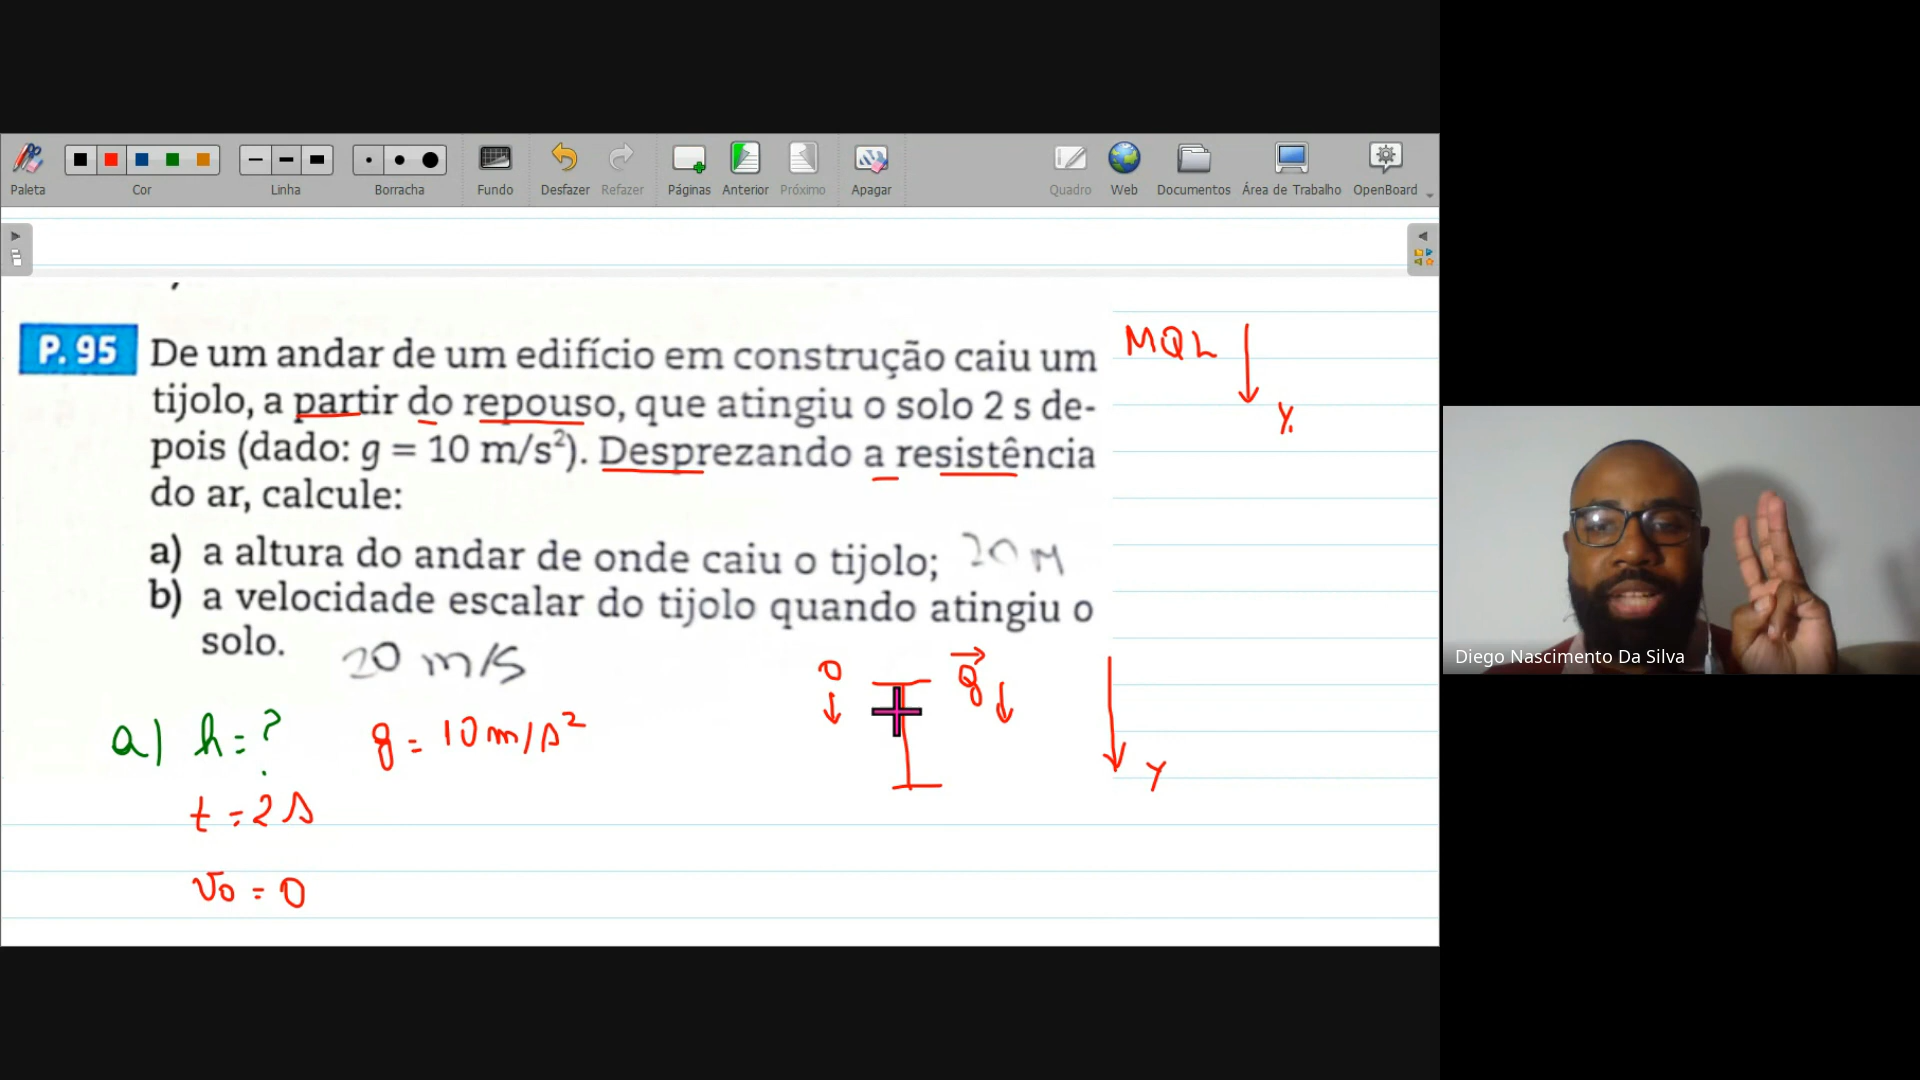 Paleta Cor Linha Borracha Fundo Desfazer Refazer Páginas Anterior Próximo Apagar Quadro Web Documentos Área de Trabalho OpenBoard
P. 95 De um andar de um edifício em construção caiu um
tijolo, a partir do repouso, que atingiu o solo 2 s de-
pois (dado: g = 10 m/s²). Desprezando a resistência
do ar, calcule:
a) a altura do andar de onde caiu o tijolo; 20 M
b) a velocidade escalar do tijolo quando atingiu o
solo. 20 m/s
MQL
Y
a) h = ? g = 10 m/s²
t = 2 s
v0 = 0
0
g
Y
Diego Nascimento Da Silva